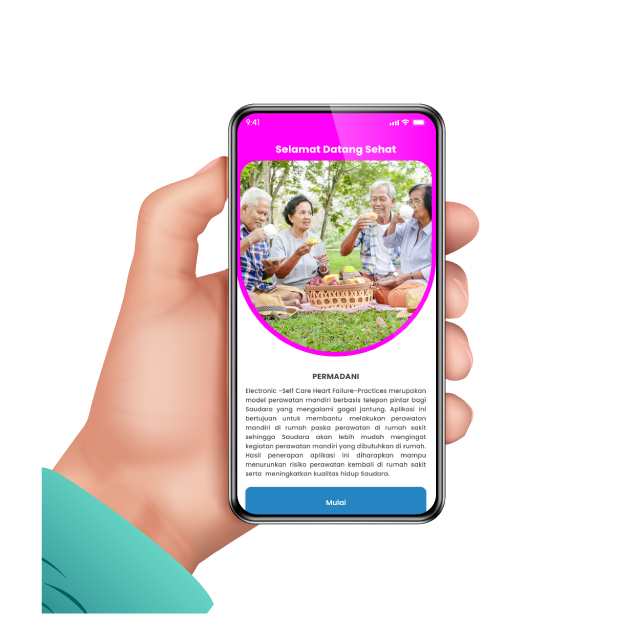 9:41
Selamat Datang Sehat
PERMADANI
Electronic -Self Care Heart Failure-Practices merupakan
model perawatan mandiri berbasis telepon pintar bagi
Saudara yang mengalami gagal jantung. Aplikasi ini
bertujuan untuk membantu melakukan perawatan
mandiri di rumah paska perawatan di rumah sakit
sehingga Saudara akan lebih mudah mengingat
kegiatan perawatan mandiri yang dibutuhkan di rumah.
Hasil penerapan aplikasi ini diharapkan mampu
menurunkan risiko perawatan kembali di rumah sakit
serta meningkatkan kualitas hidup Saudara.
Mulai